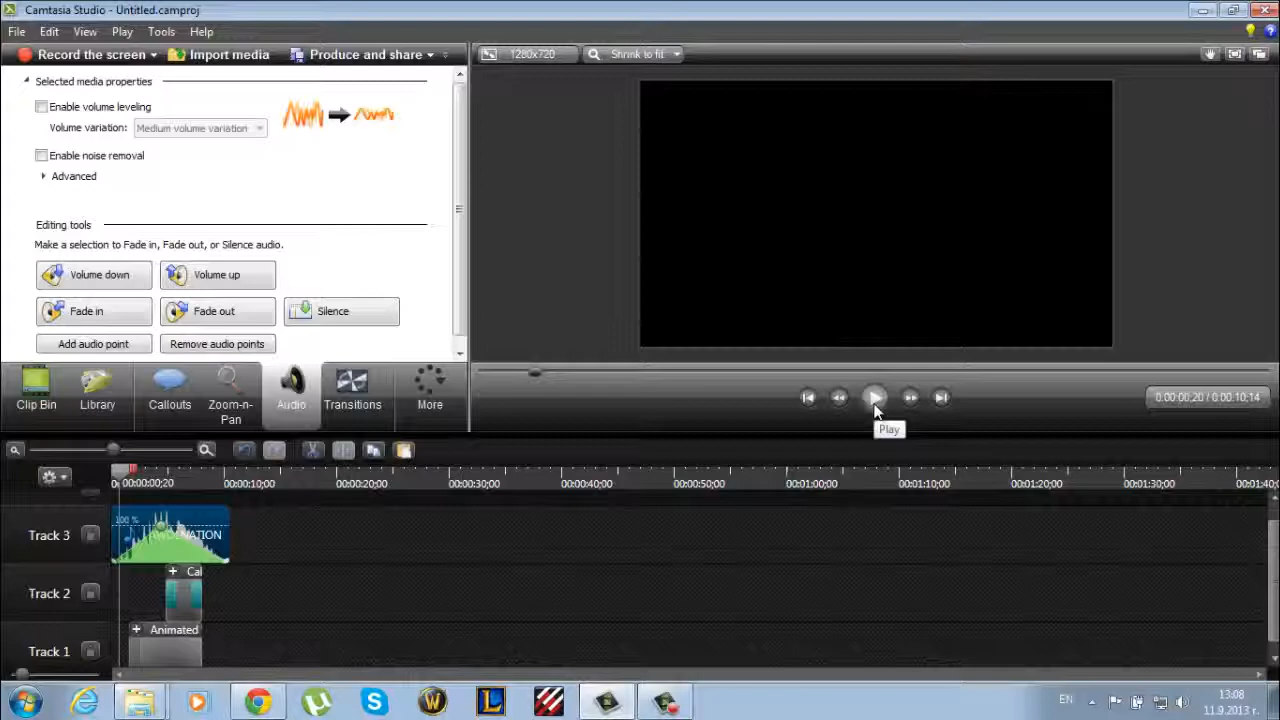 Camtasia Studio - Untitled.camproj
File Edit View Play Tools Help
Record the screen Import media Produce and share 1280x720 Shrink to fit
Selected media properties
Enable volume leveling
Volume variation: Medium volume variation
Enable noise removal
Advanced
Editing tools
Make a selection to Fade in, Fade out, or Silence audio.
Volume down Volume up
Fade in Fade out Silence
Add audio point Remove audio points
Clip Bin Library Callouts Zoom-n-Pan Audio Transitions More
0:00:00;20 / 0:00:10;14
Play
00:00:00;20 00:00:10;00 00:00:20;00 00:00:30;00 00:00:40;00 00:00:50;00 00:01:00;00 00:01:10;00 00:01:20;00 00:01:30;00 00:01:40;0
100 %
Track 3
Cal
Track 2
Animated
Track 1
EN 13:08
11.9.2013 г.